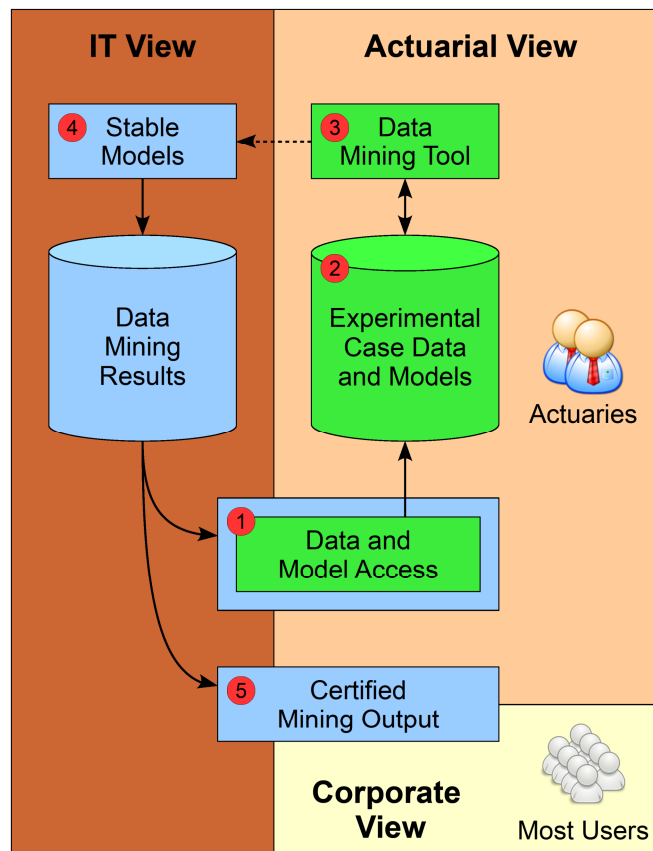 IT View
Actuarial View
4
Stable
Models
3
Data
Mining Tool
Data
Mining
Results
2
Experimental
Case Data
and Models
Actuaries
1
Data and
Model Access
5
Certified
Mining Output
Corporate
View
Most Users